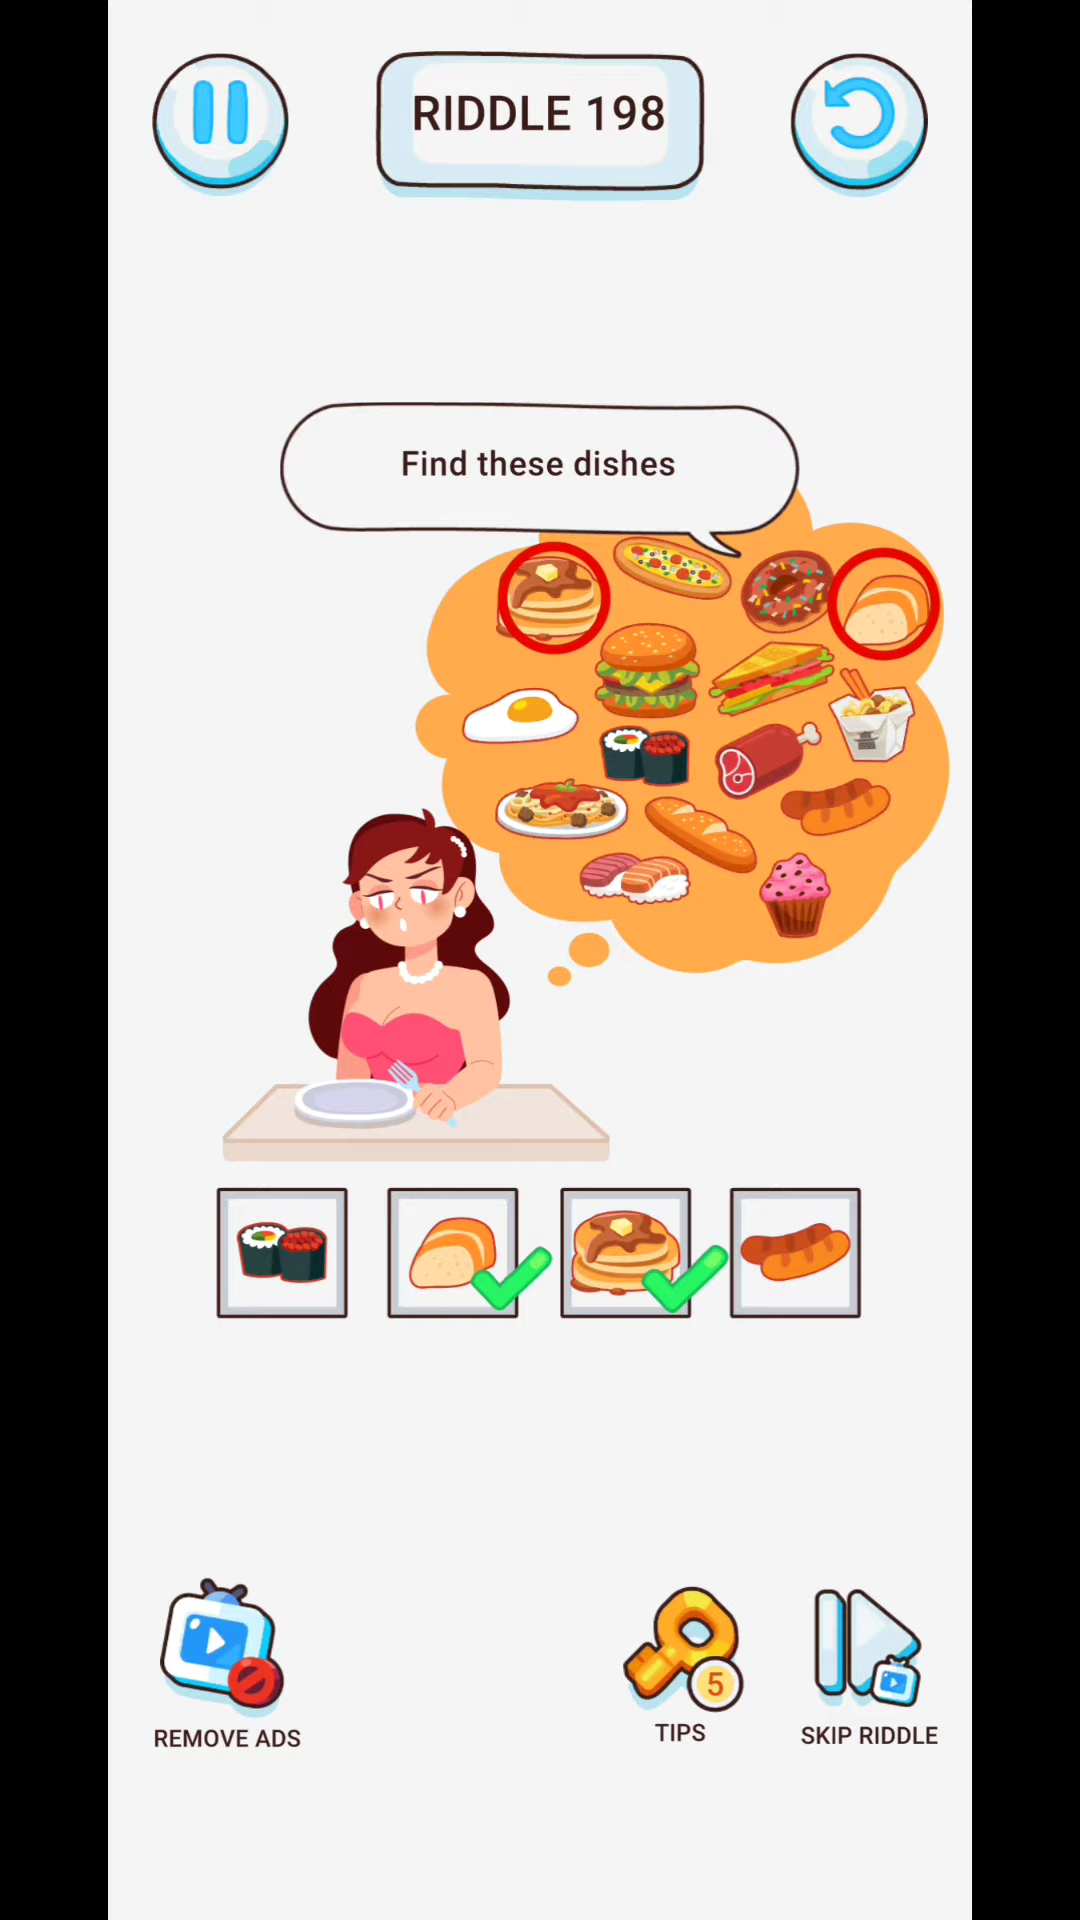 RIDDLE 198
Find these dishes
5
REMOVE ADS
TIPS
SKIP RIDDLE